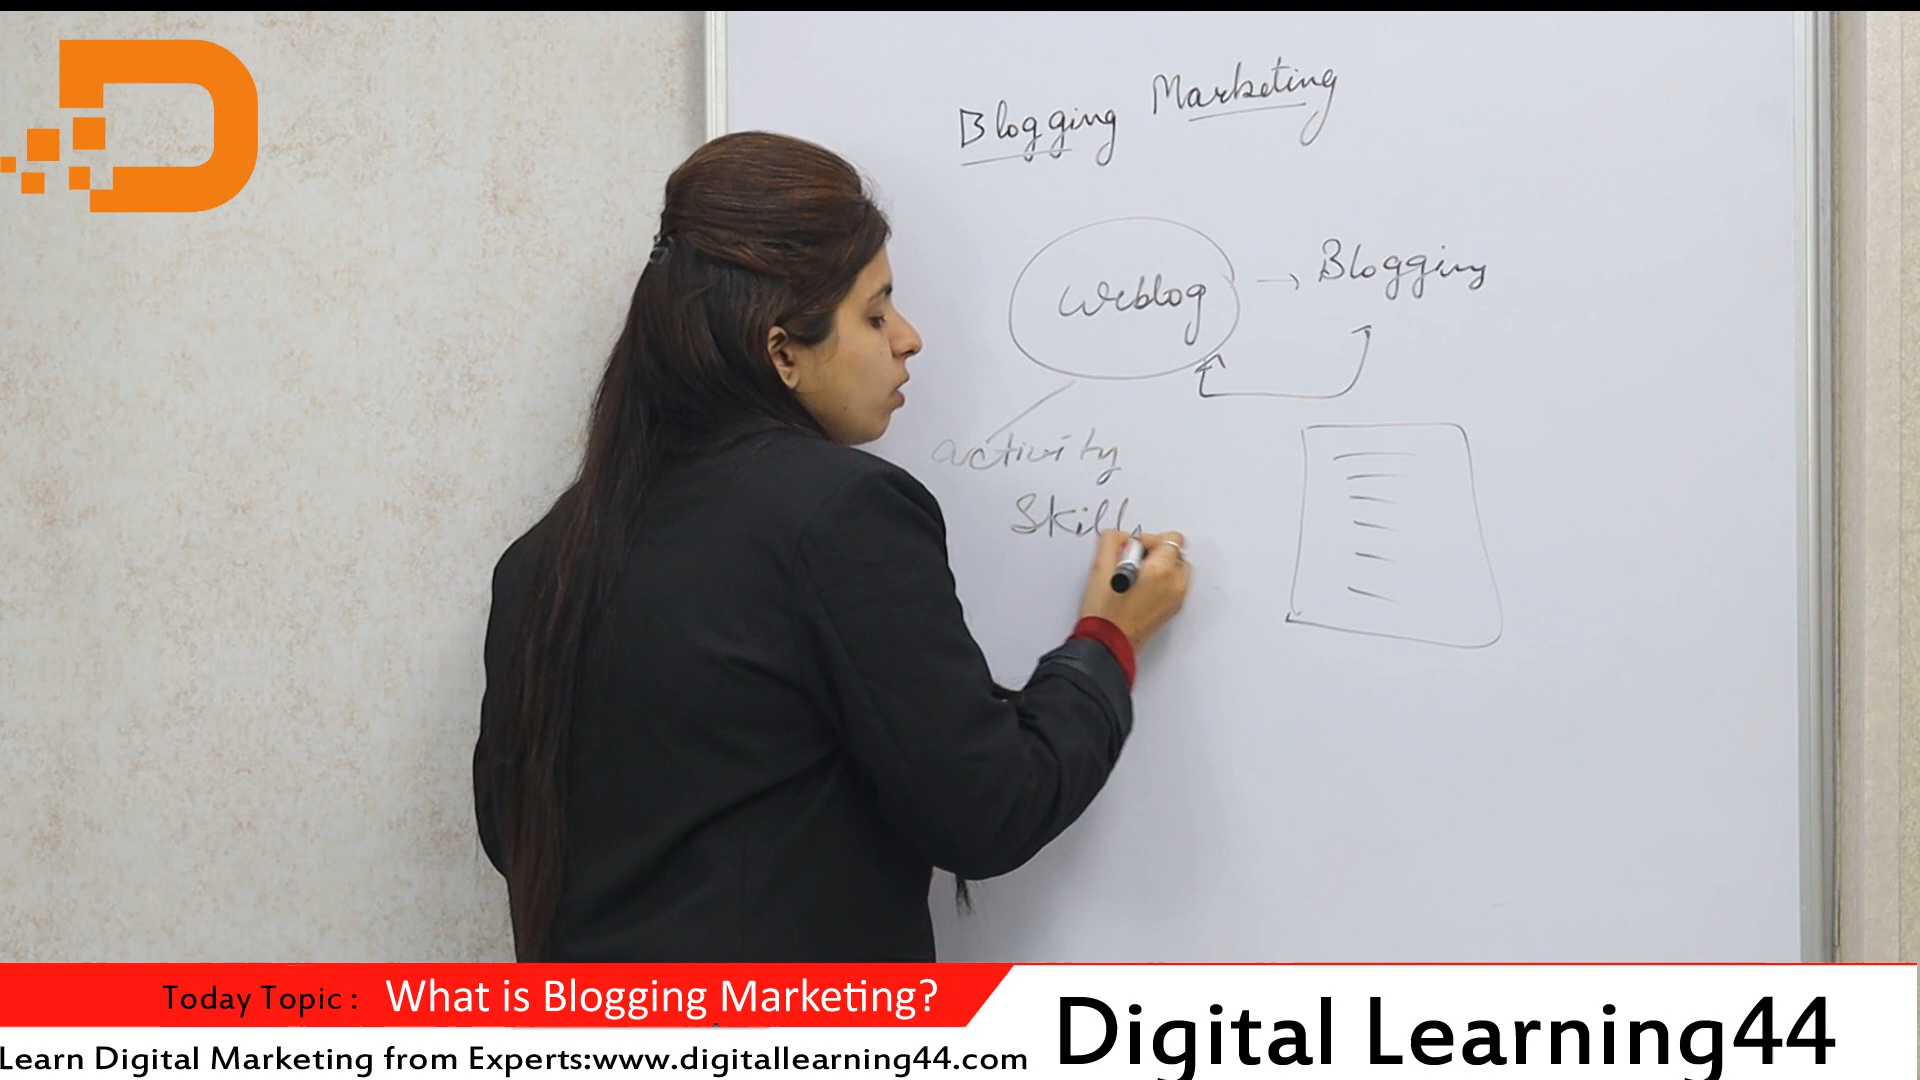 Blogging Marketing
Weblog → Blogging
activity
Skill
Today Topic : What is Blogging Marketing?
Learn Digital Marketing from Experts:www.digitallearning44.com
Digital Learning44